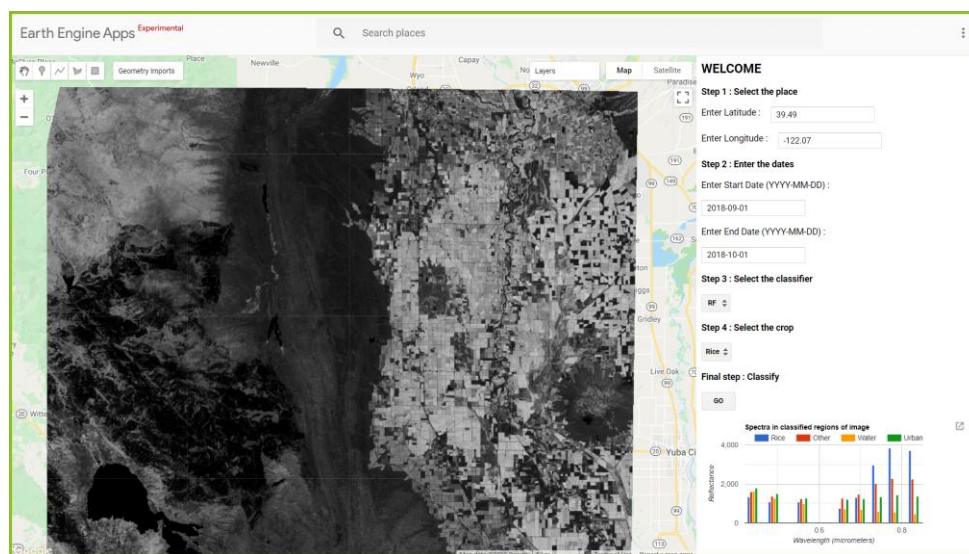 Earth Engine Apps Experimental
Search places
Geometry Imports
Layers
Map
Satellite
Place
Newville
Capay
Wyo
Paradise
Four P
Gridley
Live Oak
Yuba Ci
Google
WELCOME
Step 1 : Select the place
Enter Latitude :
39.49
Enter Longitude :
-122.07
Step 2 : Enter the dates
Enter Start Date (YYYY-MM-DD) :
2018-09-01
Enter End Date (YYYY-MM-DD) :
2018-10-01
Step 3 : Select the classifier
RF
Step 4 : Select the crop
Rice
Final step : Classify
GO
Spectra in classified regions of image
Rice
Other
Water
Urban
4,000
2,000
0
Reflectance
0.6
0.8
Wavelength (micrometers)